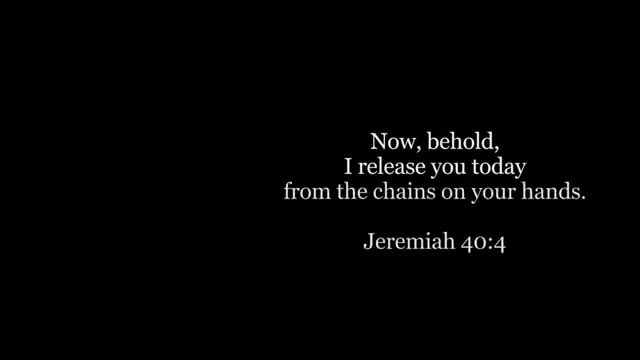 Now, behold,
I release you today
from the chains on your hands.
Jeremiah 40:4